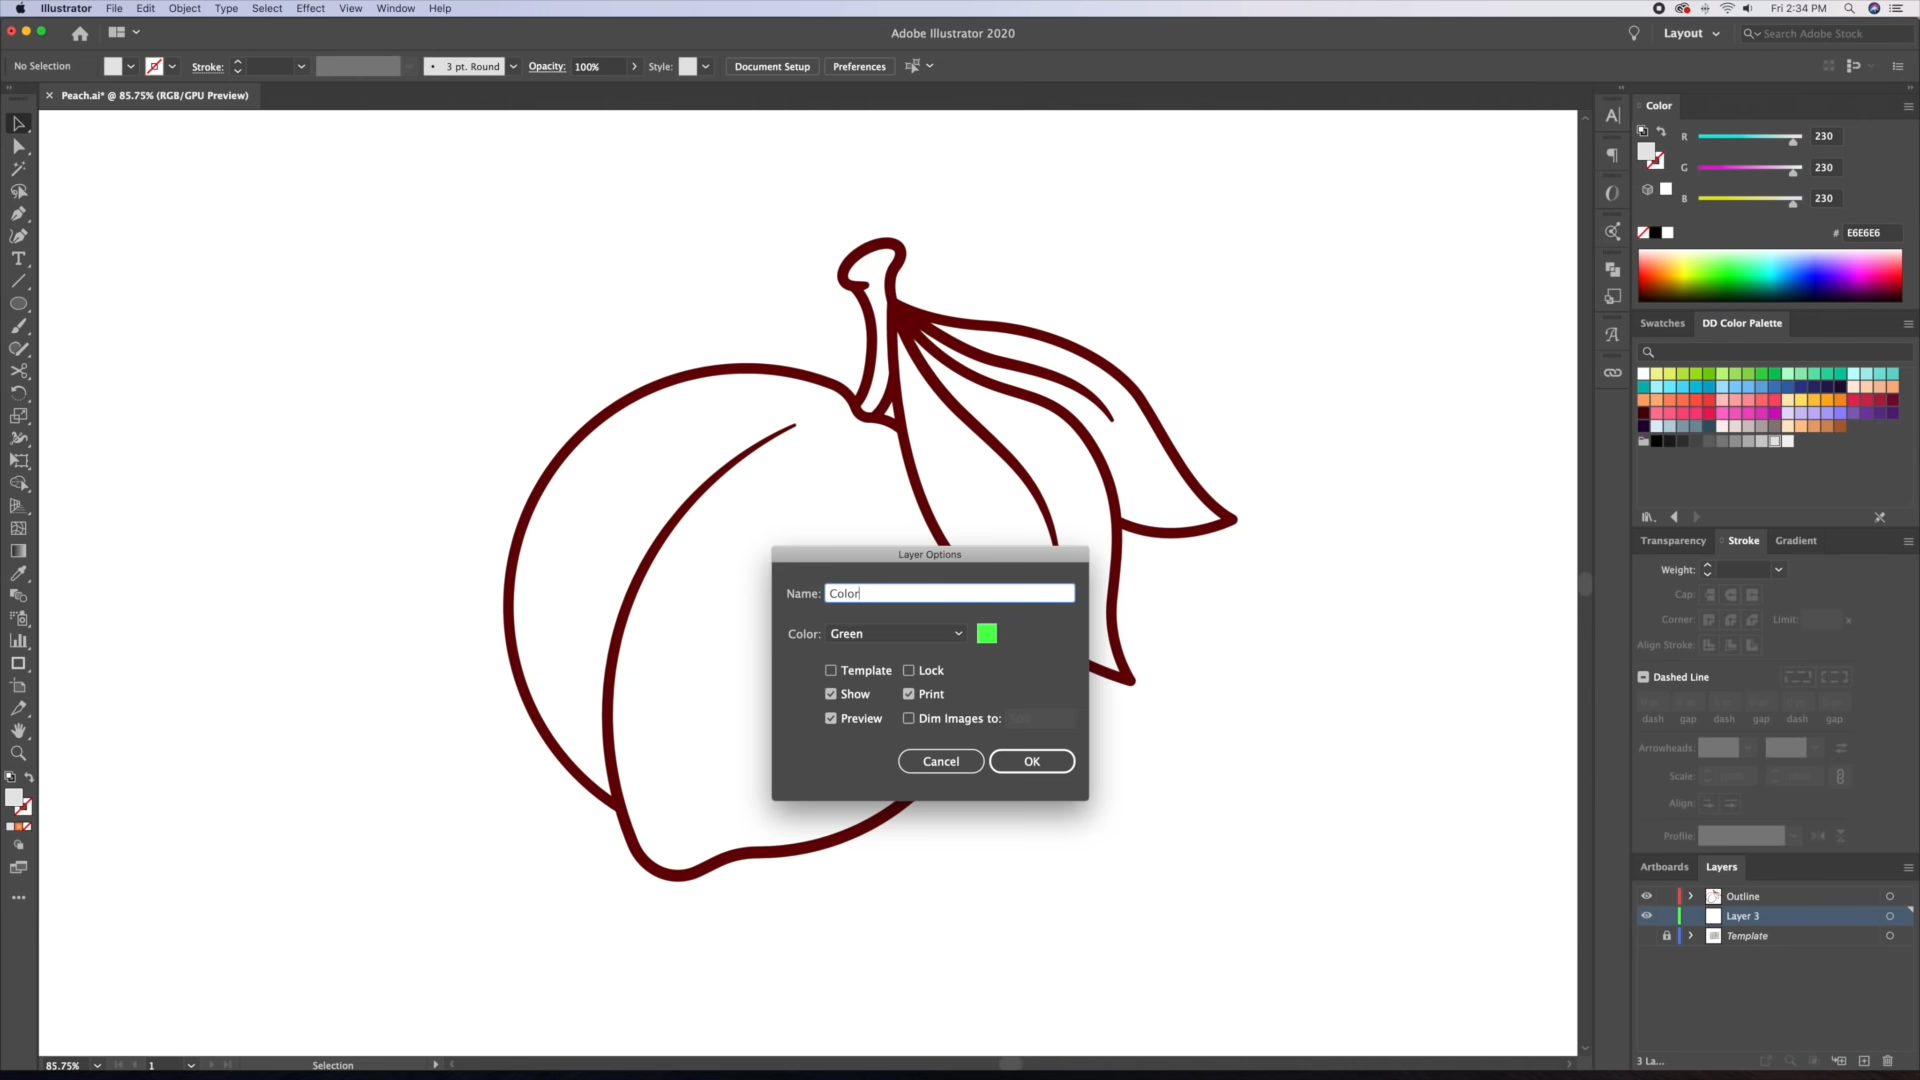 Illustrator File Edit Object Type Select Effect View Window Help
Fri 2:34 PM
Adobe Illustrator 2020
Layout
Search Adobe Stock
No Selection
Stroke:
3 pt. Round
Opacity: 100%
Style:
Document Setup
Preferences
Peach.ai* @ 85.75% (RGB/GPU Preview)
Color
R 230
G 230
B 230
# E6E6E6
Swatches DD Color Palette
Transparency Stroke Gradient
Weight:
Cap:
Corner: Limit:
Align Stroke:
Dashed Line
dash gap dash gap dash gap
Arrowheads:
Scale:
Align:
Profile:
Layer Options
Name: Color
Color: Green
Template Lock
Show Print
Preview Dim Images to:
Cancel OK
Artboards Layers
Outline
Layer 3
Template
3 La...
85.75% 1 Selection